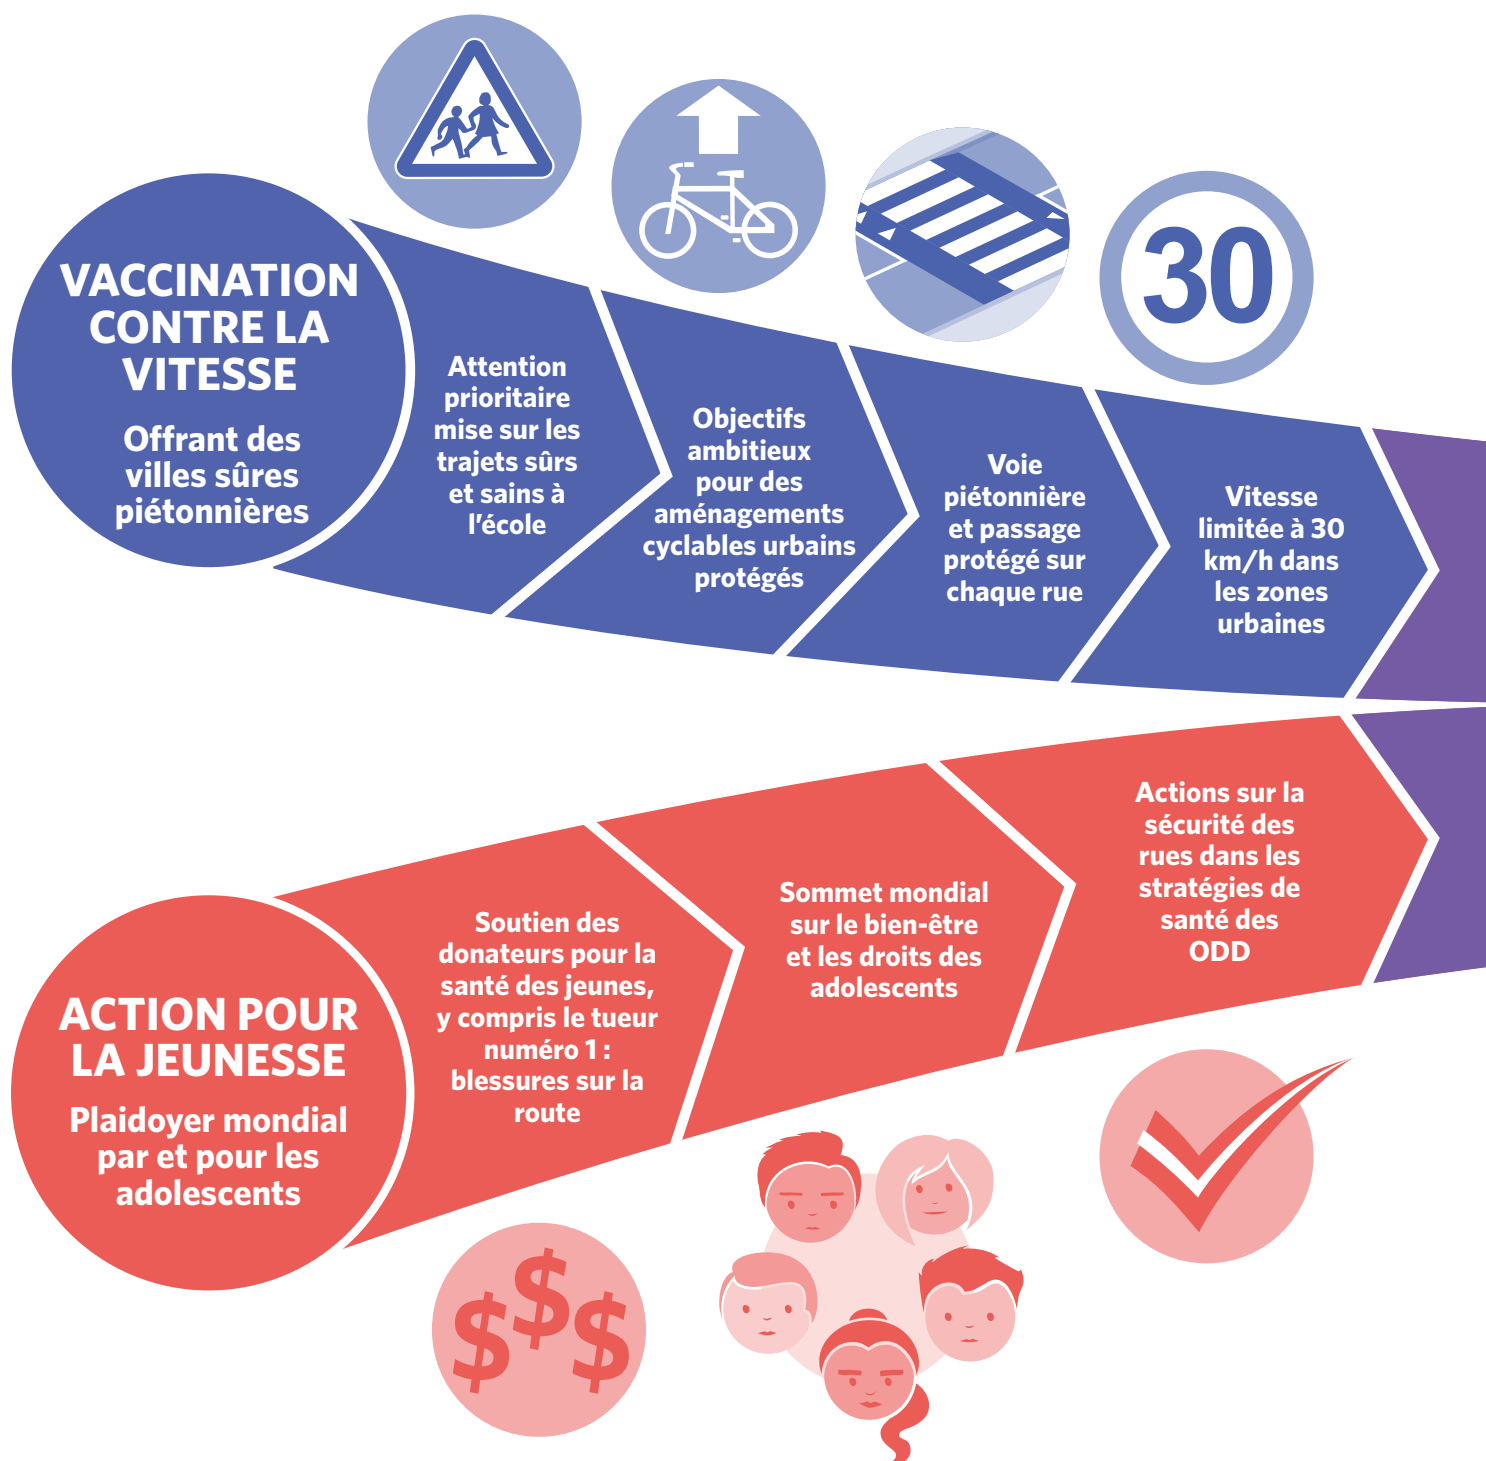 VACCINATION
CONTRE LA
VITESSE
Offrant des
villes sûres
piétonnières
Attention
prioritaire
mise sur les
trajets sûrs
et sains à
l'école
Objectifs
ambitieux
pour des
aménagements
cyclables urbains
protégés
Voie
piétonnière
et passage
protégé sur
chaque rue
30
Vitesse
limitée à 30
km/h dans
les zones
urbaines
ACTION POUR
LA JEUNESSE
Plaidoyer mondial
par et pour les
adolescents
Soutien des
donateurs pour la
santé des jeunes,
y compris le tueur
numéro 1 :
blessures sur la
route
$$$
Sommet mondial
sur le bien-être
et les droits des
adolescents
Actions sur la
sécurité des
rues dans les
stratégies de
santé des
ODD